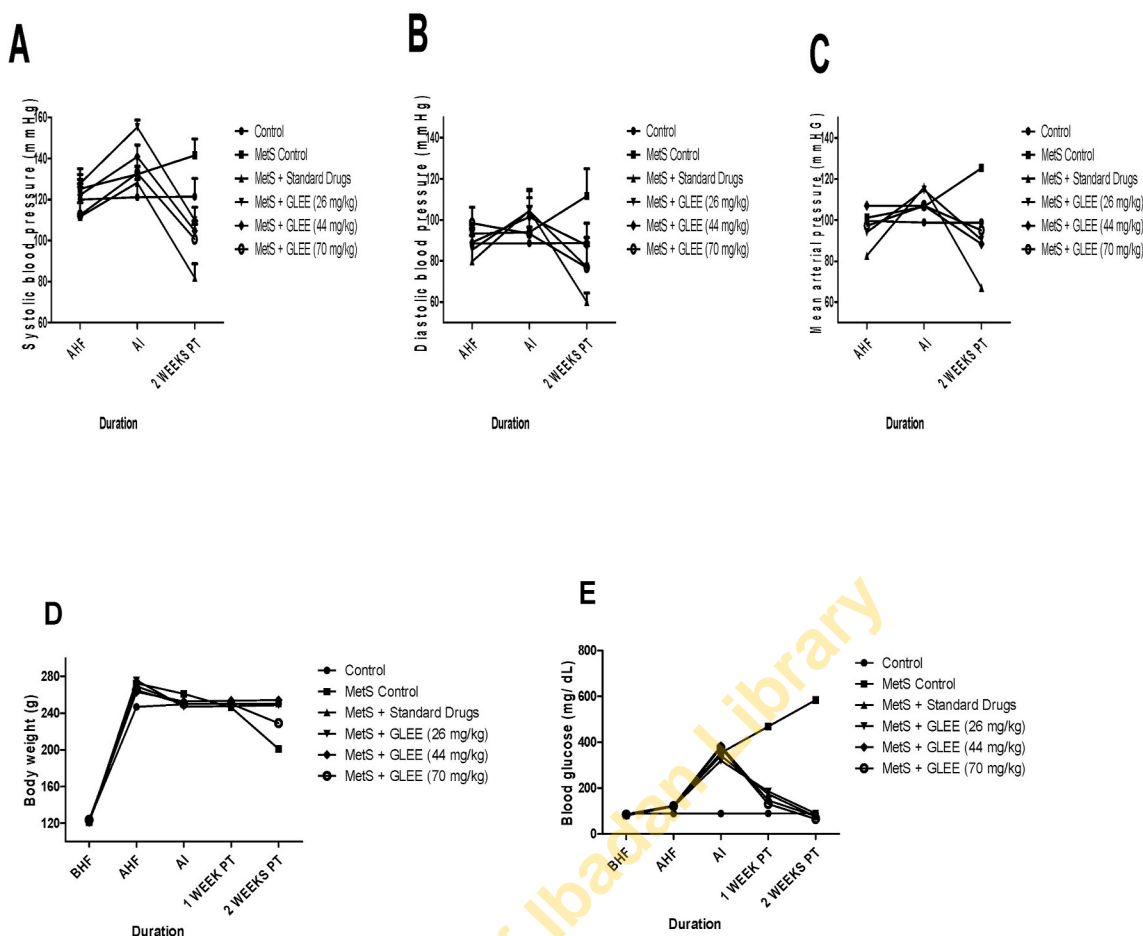 A
Systolic blood pressure (mmHg)
160
140
120
100
80
60
AHF
AI
2 WEEKS PT
Duration
Control
MetS Control
MetS + Standard Drugs
MetS + GLEE (26 mg/kg)
MetS + GLEE (44 mg/kg)
MetS + GLEE (70 mg/kg)
B
Diastolic blood pressure (mmHg)
140
120
100
80
60
AHF
AI
2 WEEKS PT
Duration
Control
MetS Control
MetS + Standard Drugs
MetS + GLEE (26 mg/kg)
MetS + GLEE (44 mg/kg)
MetS + GLEE (70 mg/kg)
C
Mean arterial pressure (mmHG)
140
120
100
80
60
AHF
AI
2 WEEKS PT
Duration
Control
MetS Control
MetS + Standard Drugs
MetS + GLEE (26 mg/kg)
MetS + GLEE (44 mg/kg)
MetS + GLEE (70 mg/kg)
D
Body weight (g)
280
240
200
160
120
BHF
AHF
AI
1 WEEK PT
2 WEEKS PT
Duration
Control
MetS Control
MetS + Standard Drugs
MetS + GLEE (26 mg/kg)
MetS + GLEE (44 mg/kg)
MetS + GLEE (70 mg/kg)
E
Blood glucose (mg/ dL)
800
600
400
200
0
BHF
AHF
AI
1 WEEK PT
2 WEEKS PT
Duration
Control
MetS Control
MetS + Standard Drugs
MetS + GLEE (26 mg/kg)
MetS + GLEE (44 mg/kg)
MetS + GLEE (70 mg/kg)
Ibadan Library